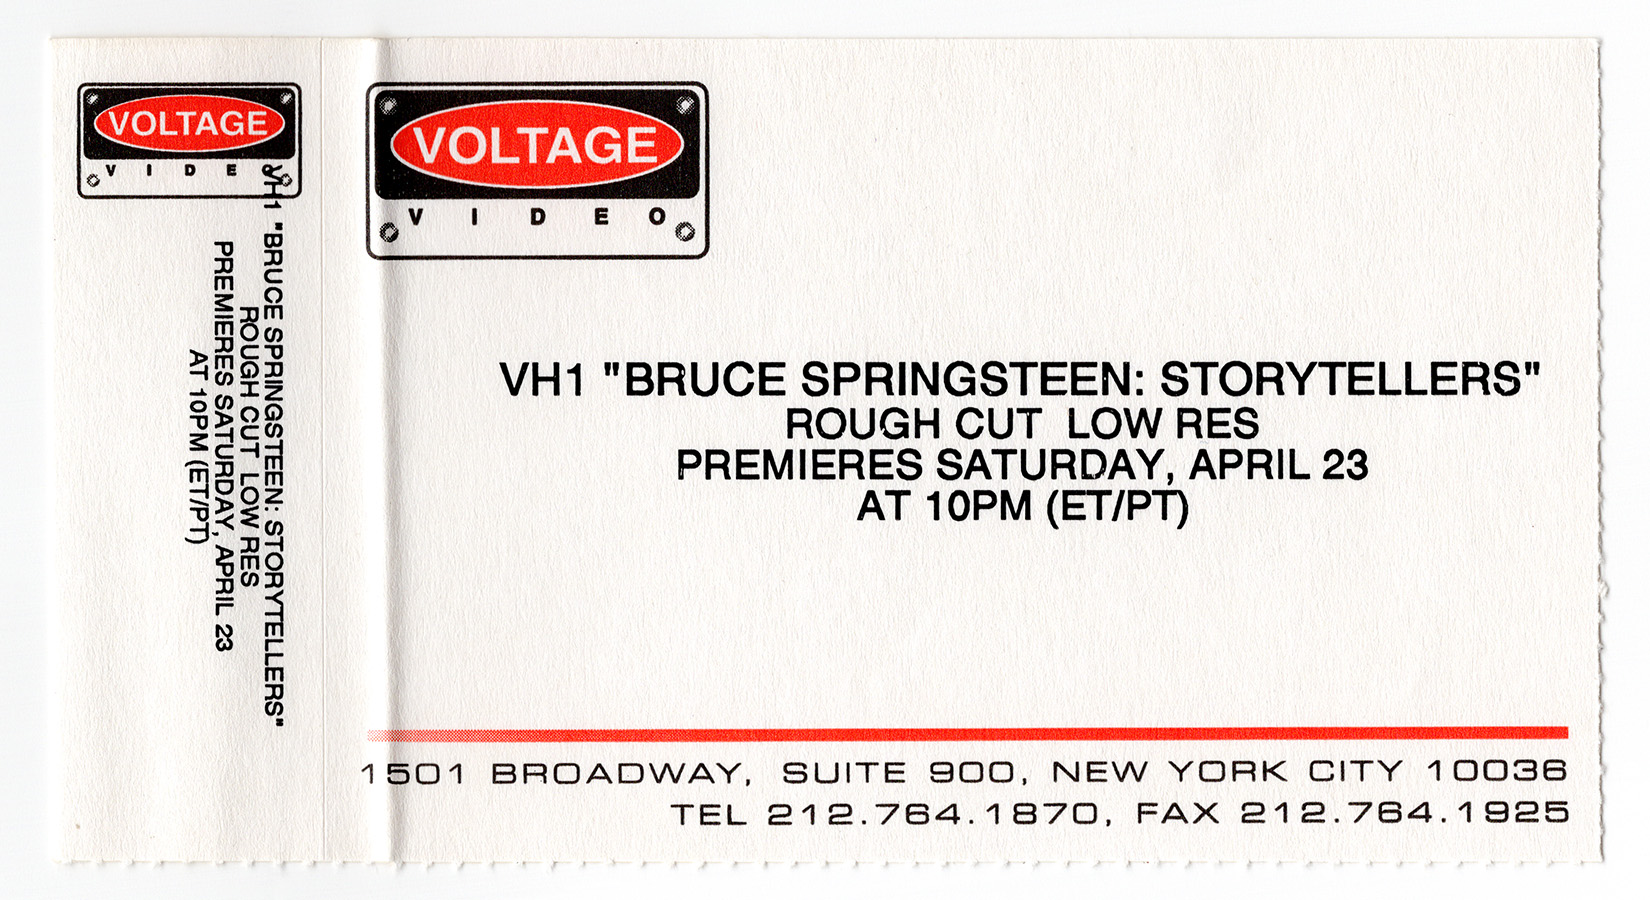 VOLTAGE
VIDEO
VH1 "BRUCE SPRINGSTEEN: STORYTELLERS"
ROUGH CUT  LOW RES
PREMIERES SATURDAY, APRIL 23
AT 10PM (ET/PT)
VOLTAGE
VIDEO
VH1 "BRUCE SPRINGSTEEN: STORYTELLERS"
ROUGH CUT  LOW RES
PREMIERES SATURDAY, APRIL 23
AT 10PM (ET/PT)
1501 BROADWAY, SUITE 900, NEW YORK CITY 10036
TEL 212.764.1870, FAX 212.764.1925